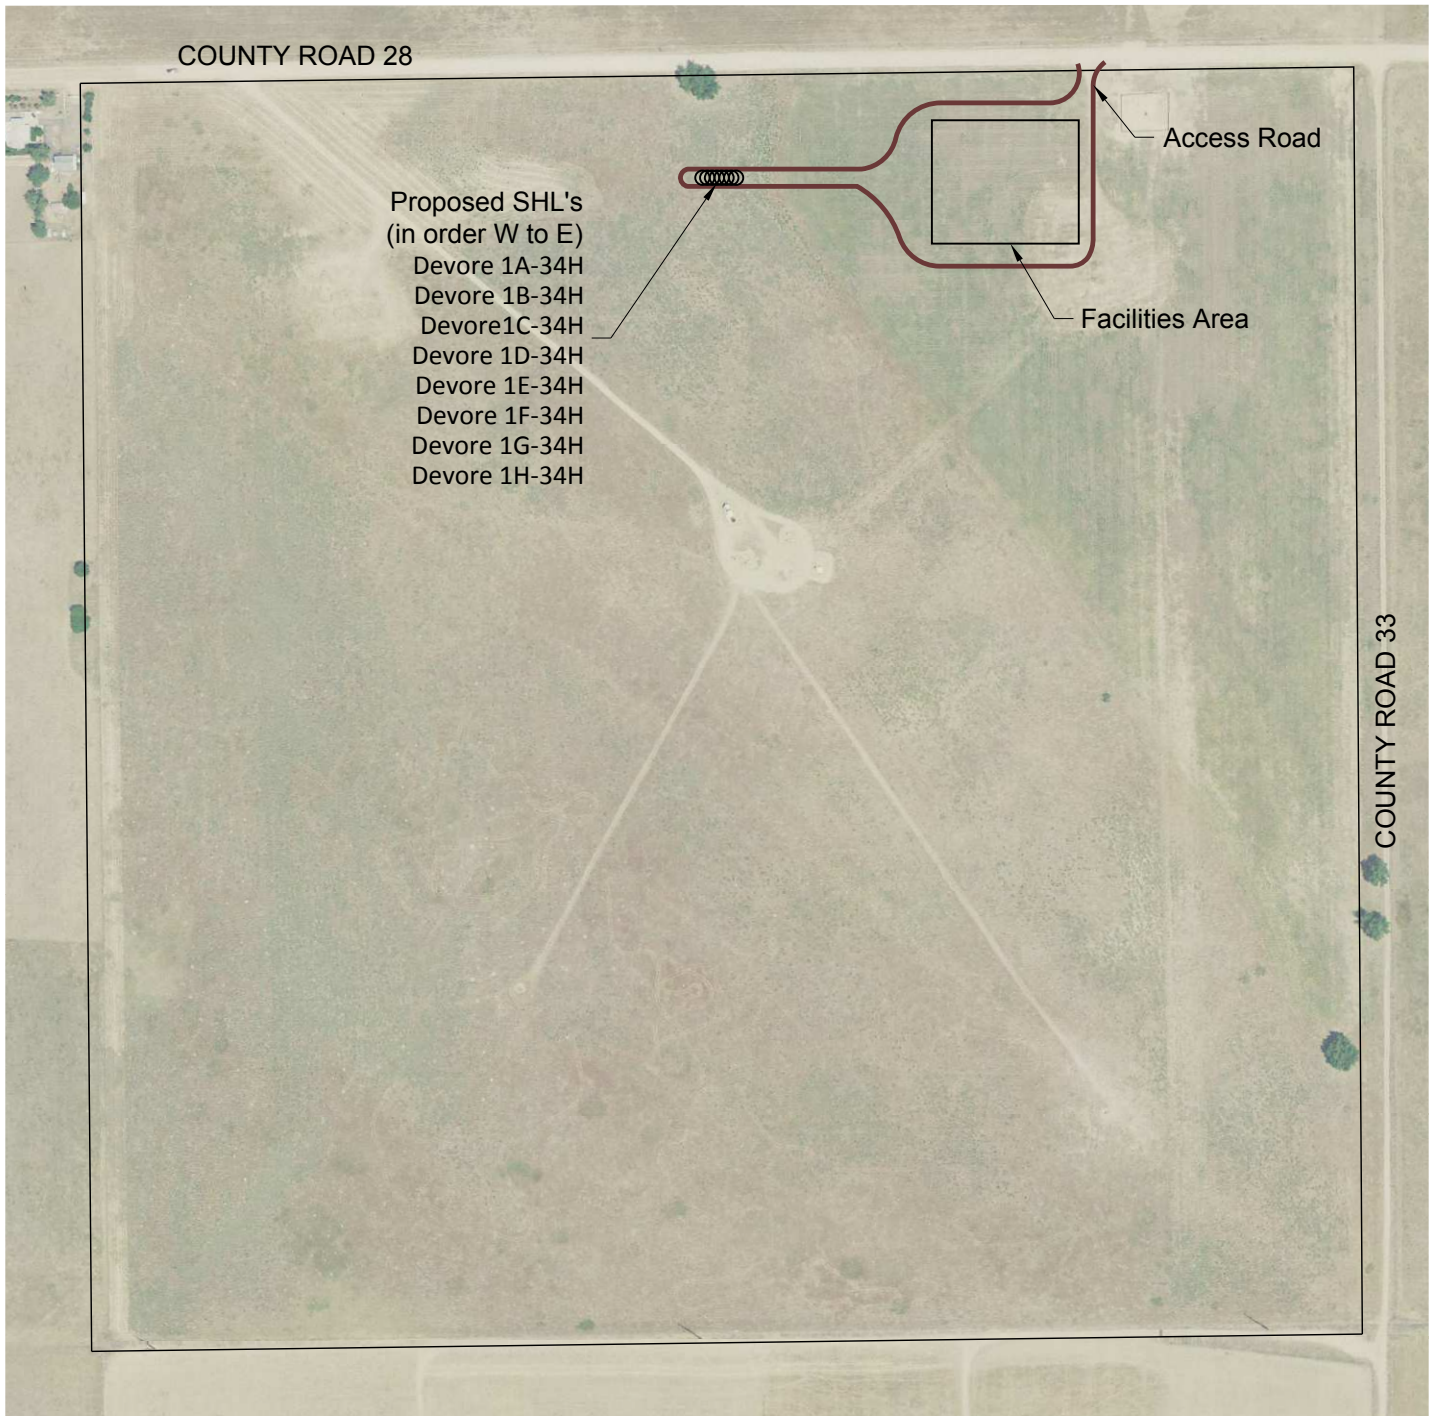 COUNTY ROAD 28
Access Road
Proposed SHL's
(in order W to E)
Devore 1A-34H
Devore 1B-34H
Devore1C-34H
Devore 1D-34H
Devore 1E-34H
Devore 1F-34H
Devore 1G-34H
Devore 1H-34H
Facilities Area
COUNTY ROAD 33